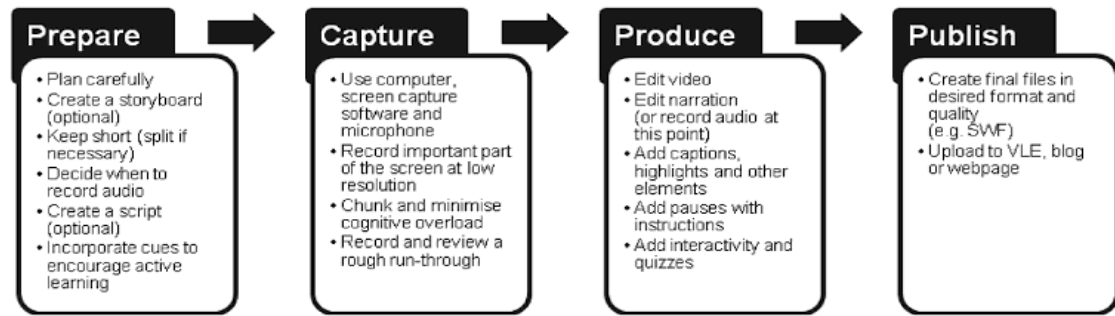 Prepare
• Plan carefully
• Create a storyboard
(optional)
• Keep short (split if
necessary)
• Decide when to
record audio
• Create a script
(optional)
• Incorporate cues to
encourage active
learning
Capture
• Use computer,
screen capture
software and
microphone
• Record important part
of the screen at low
resolution
• Chunk and minimise
cognitive overload
• Record and review a
rough run-through
Produce
• Edit video
• Edit narration
(or record audio at
this point)
• Add captions,
highlights and other
elements
• Add pauses with
instructions
• Add interactivity and
quizzes
Publish
• Create final files in
desired format and
quality
(e.g. SWF)
• Upload to VLE, blog
or webpage